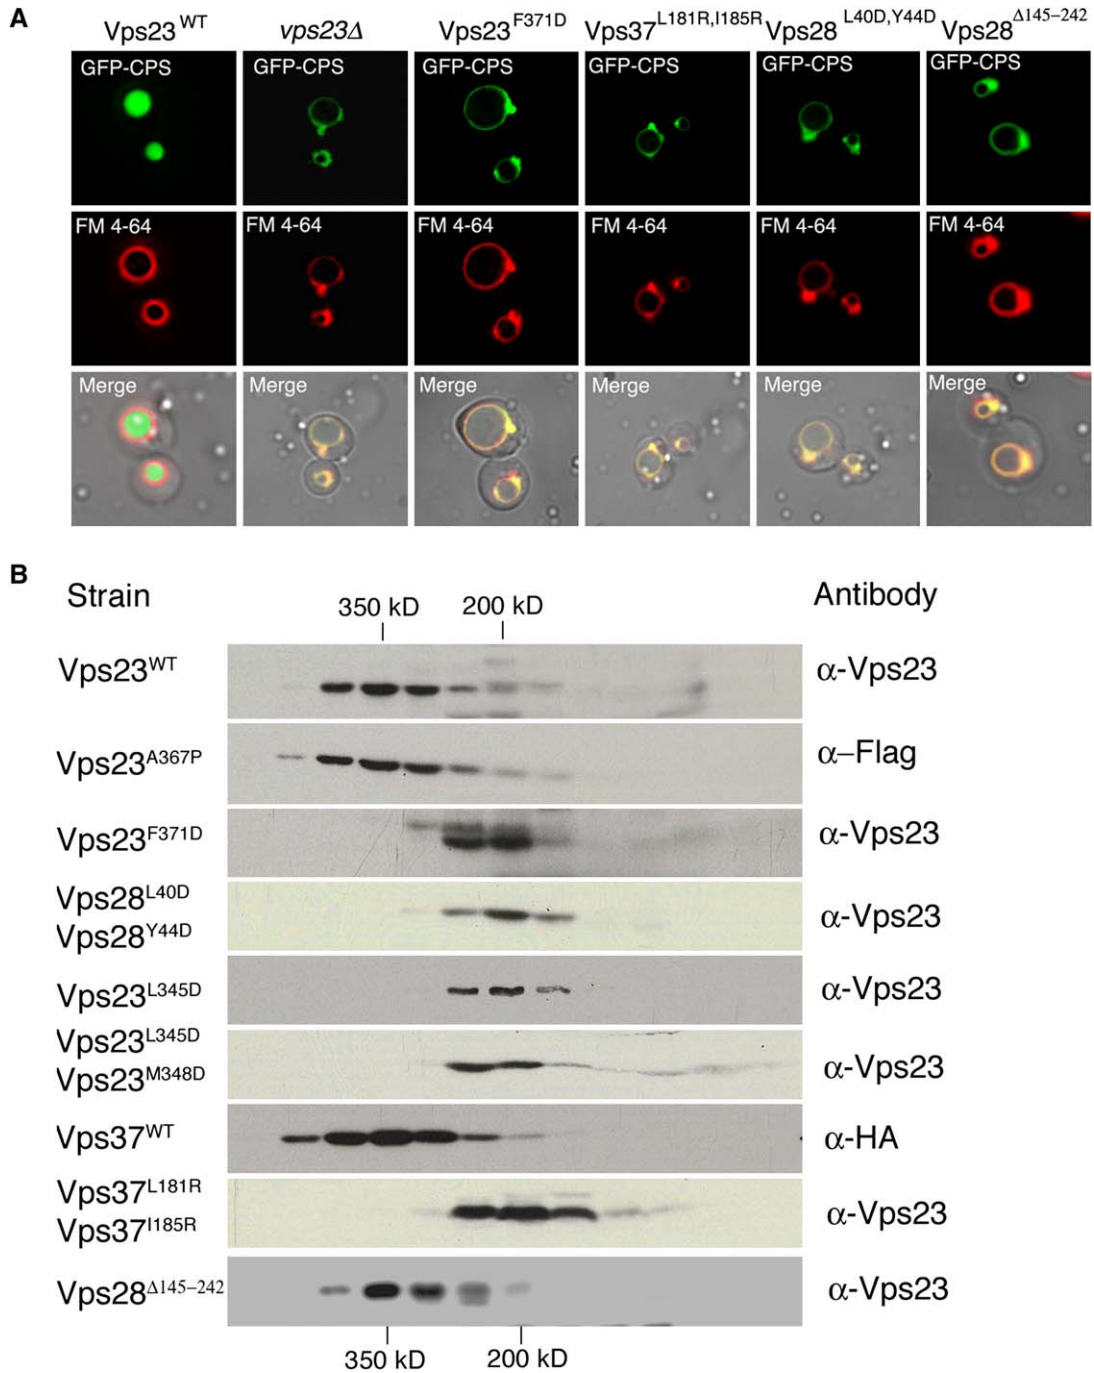 A
Vps23WT vps23Δ Vps23F371D Vps37L181R,I185R Vps28L40D,Y44D Vps28Δ145–242
GFP-CPS GFP-CPS GFP-CPS GFP-CPS GFP-CPS GFP-CPS
FM 4-64 FM 4-64 FM 4-64 FM 4-64 FM 4-64 FM 4-64
Merge Merge Merge Merge Merge Merge
B
Strain 350 kD 200 kD Antibody
Vps23WT α-Vps23
Vps23A367P α–Flag
Vps23F371D α-Vps23
Vps28L40D
Vps28Y44D α-Vps23
Vps23L345D α-Vps23
Vps23L345D
Vps23M348D α-Vps23
Vps37WT α-HA
Vps37L181R
Vps37I185R α-Vps23
Vps28Δ145–242 α-Vps23
350 kD 200 kD